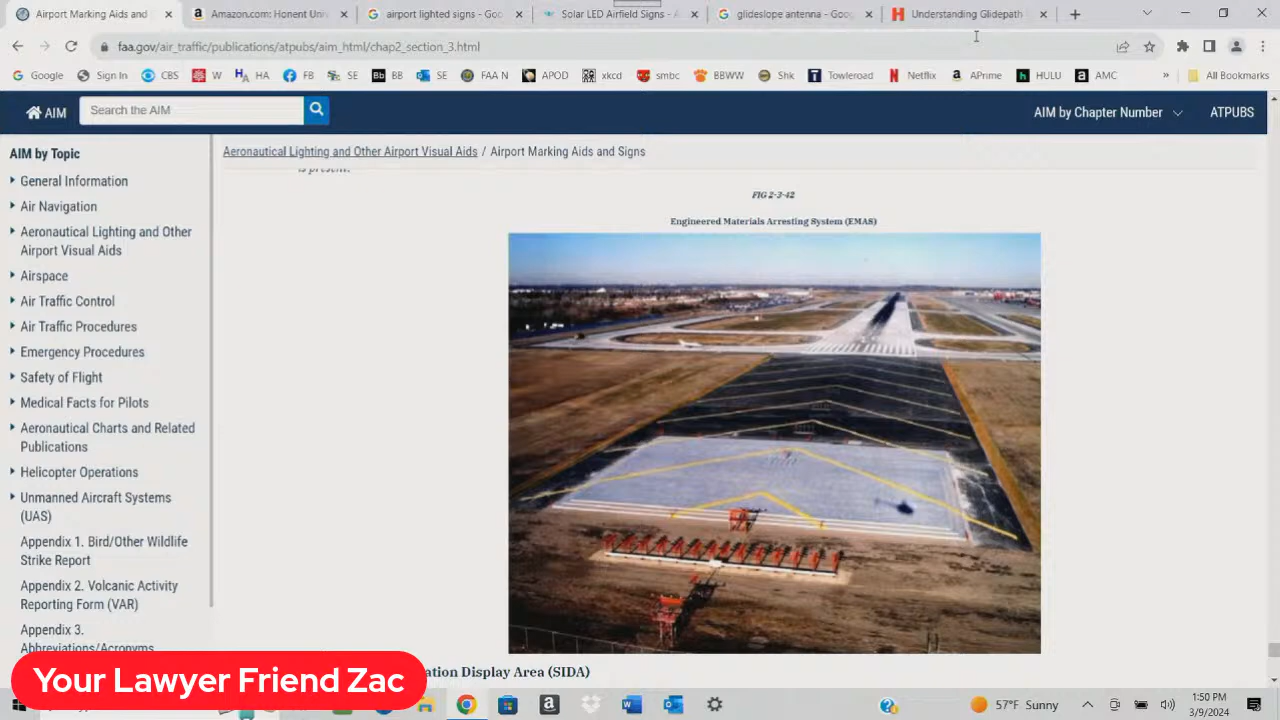 Airport Marking Aids and
Amazon.com: Honest Univ
airport lighted signs - Goo
Solar LED Airfield Signs - A
glideslope antenna - Goog
Understanding Glidepath
faa.gov/air_traffic/publications/atpubs/aim_html/chap2_section_3.html
Google Sign In CBS W HA FB SE BB SE FAA N APOD xkcd smbc BBWW Shk Towleroad Netflix APrime HULU AMC » All Bookmarks
AIM Search the AIM AIM by Chapter Number ATPUBS
AIM by Topic
Aeronautical Lighting and Other Airport Visual Aids / Airport Marking Aids and Signs
is present.
General Information
Air Navigation
Aeronautical Lighting and Other
Airport Visual Aids
Airspace
Air Traffic Control
Air Traffic Procedures
Emergency Procedures
Safety of Flight
Medical Facts for Pilots
Aeronautical Charts and Related
Publications
Helicopter Operations
Unmanned Aircraft Systems
(UAS)
Appendix 1. Bird/Other Wildlife
Strike Report
Appendix 2. Volcanic Activity
Reporting Form (VAR)
Appendix 3.
Abbreviations/Acronyms
FIG 2-3-42
Engineered Materials Arresting System (EMAS)
ation Display Area (SIDA)
Your Lawyer Friend Zac
57°F Sunny
1:50 PM
3/9/2024